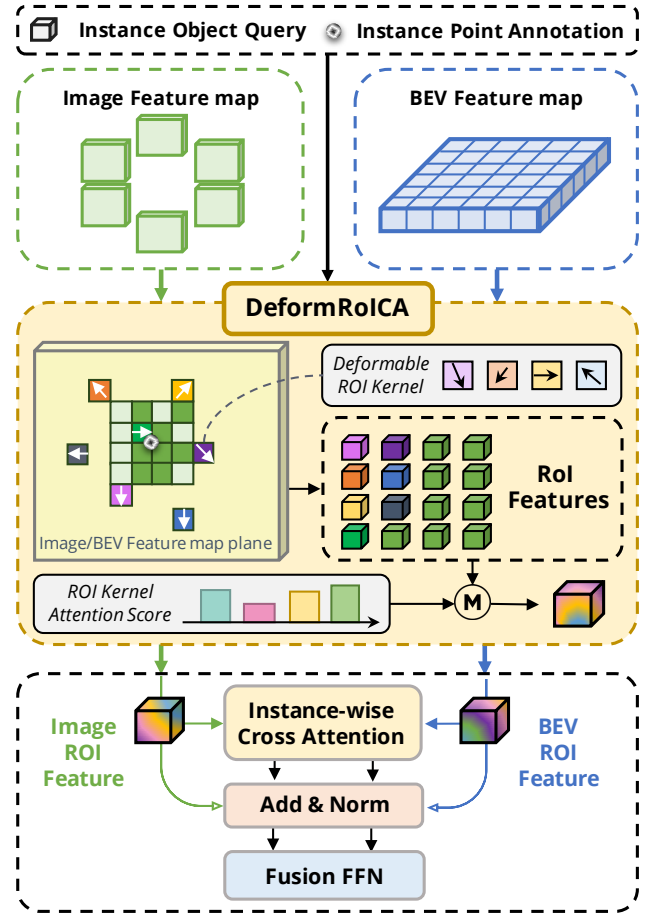 Instance Object Query
Instance Point Annotation
Image Feature map
BEV Feature map
DeformRoICA
Deformable
ROI Kernel
RoI
Features
Image/BEV Feature map plane
ROI Kernel
Attention Score
M
Image
ROI
Feature
Instance-wise
Cross Attention
BEV
ROI
Feature
Add & Norm
Fusion FFN